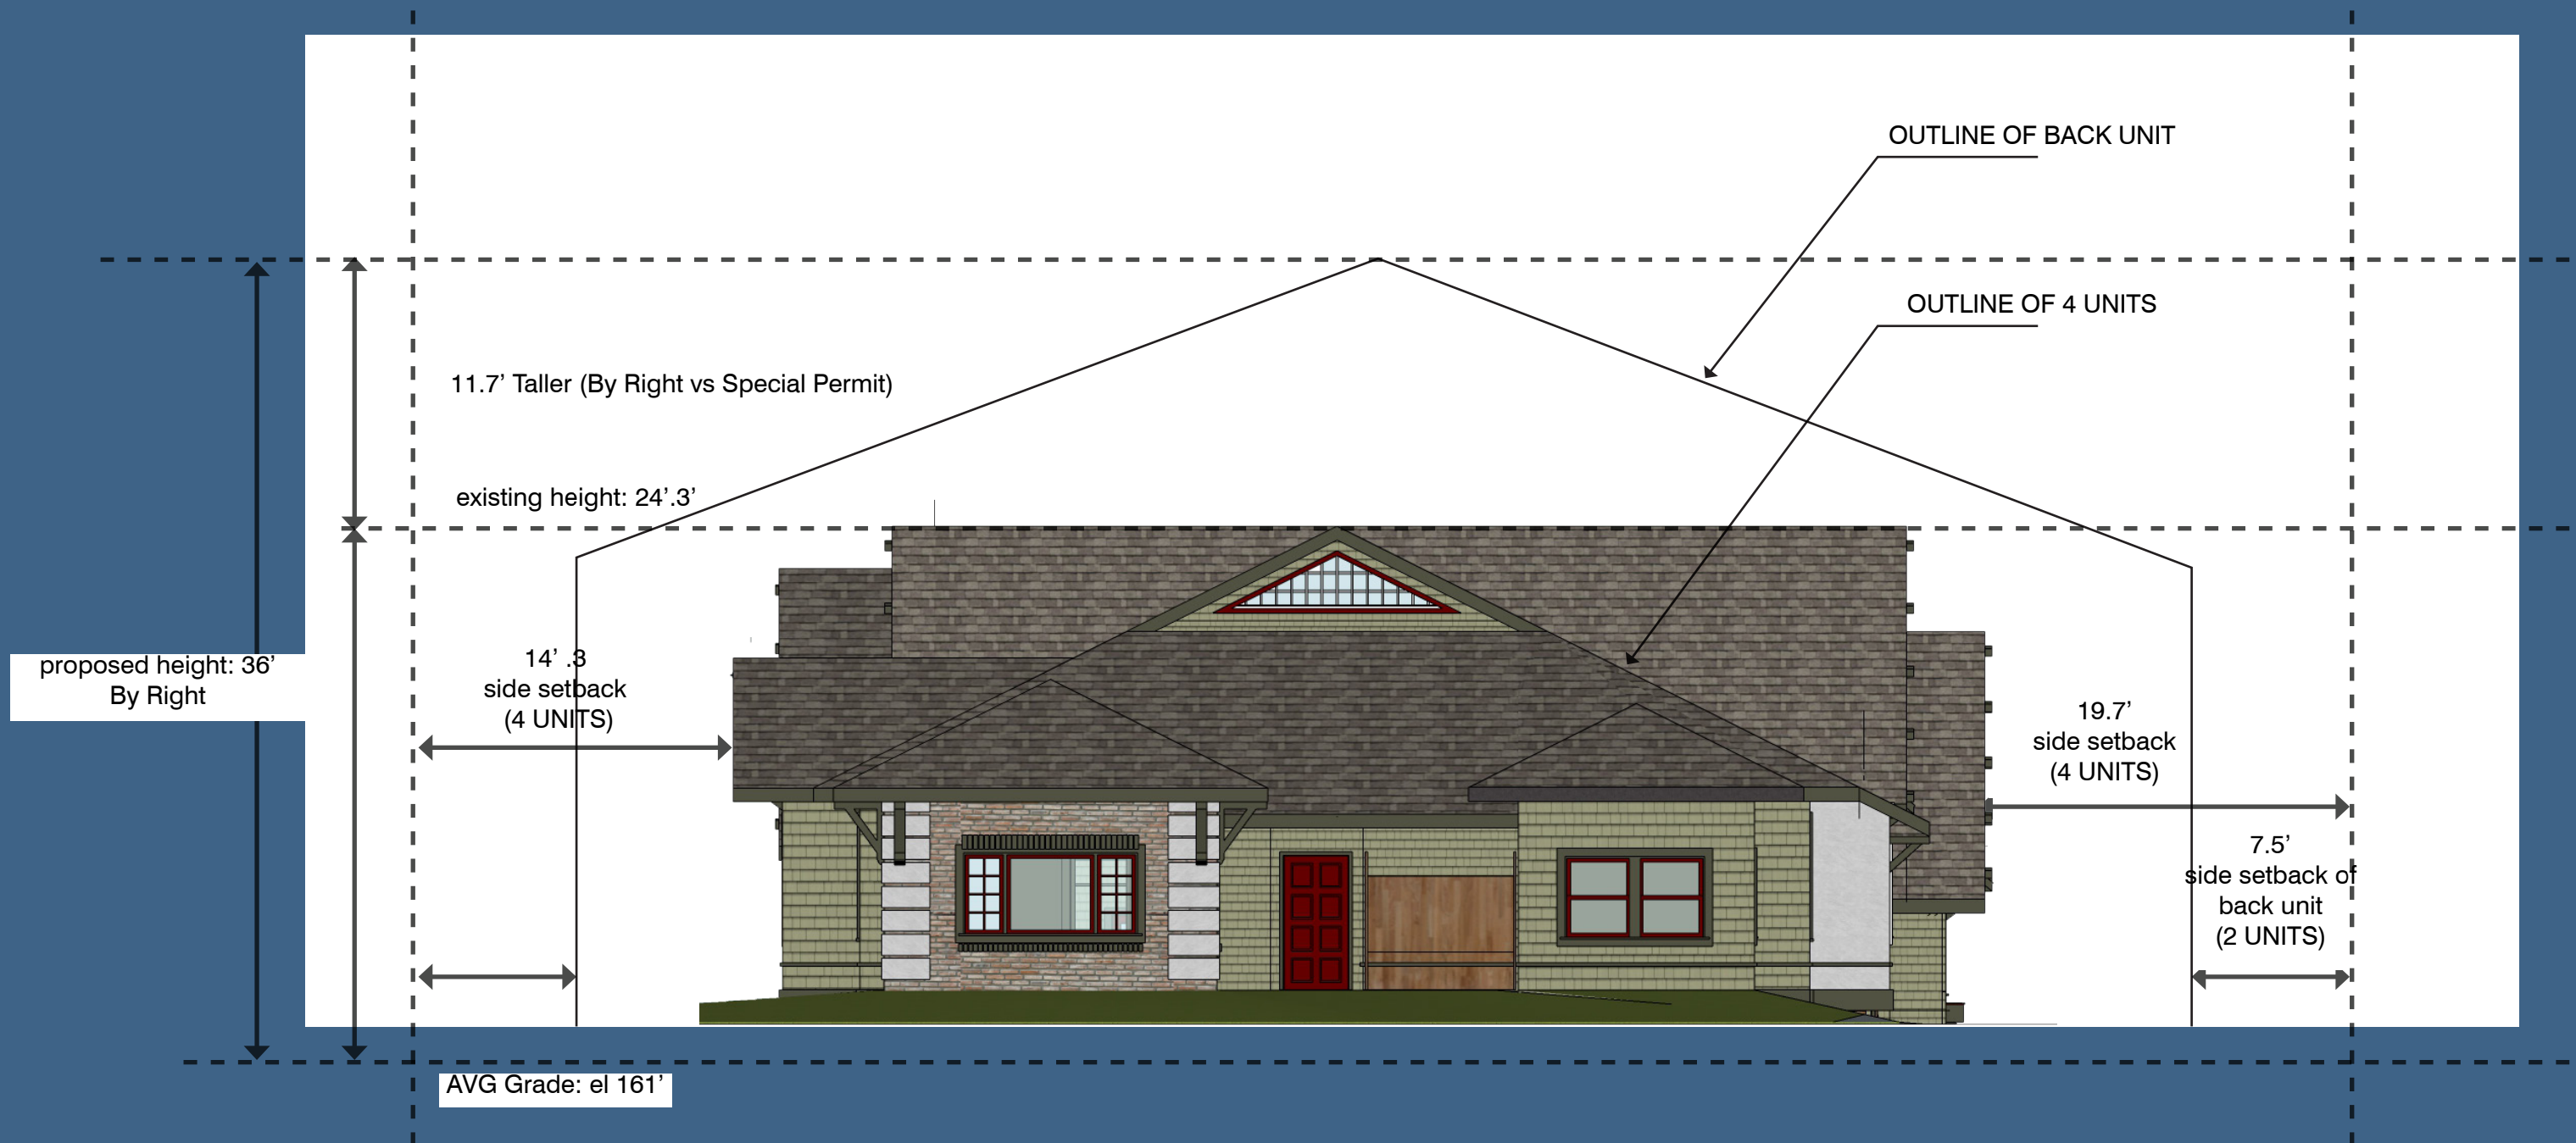 OUTLINE OF BACK UNIT
OUTLINE OF 4 UNITS
11.7’ Taller (By Right vs Special Permit)
existing height: 24’.3’
proposed height: 36’
By Right
14’ .3
side setback
(4 UNITS)
19.7’
side setback
(4 UNITS)
7.5’
side setback of
back unit
(2 UNITS)
AVG Grade: el 161’